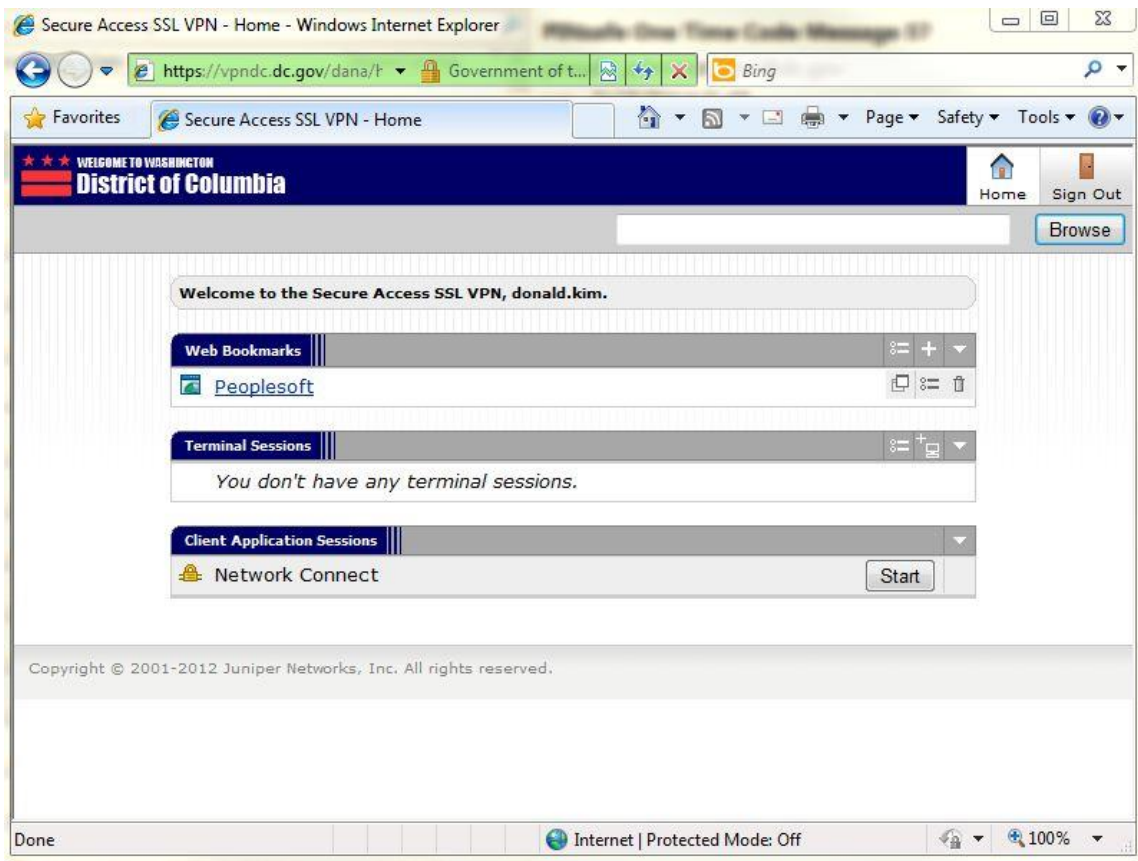 Secure Access SSL VPN - Home - Windows Internet Explorer
https://vpndc.dc.gov/dana/h Government of t... Bing
Favorites Secure Access SSL VPN - Home Page Safety Tools
WELCOME TO WASHINGTON
District of Columbia
Home Sign Out
Browse
Welcome to the Secure Access SSL VPN, donald.kim.
Web Bookmarks
Peoplesoft
Terminal Sessions
You don't have any terminal sessions.
Client Application Sessions
Network Connect Start
Copyright © 2001-2012 Juniper Networks, Inc. All rights reserved.
Done Internet | Protected Mode: Off 100%